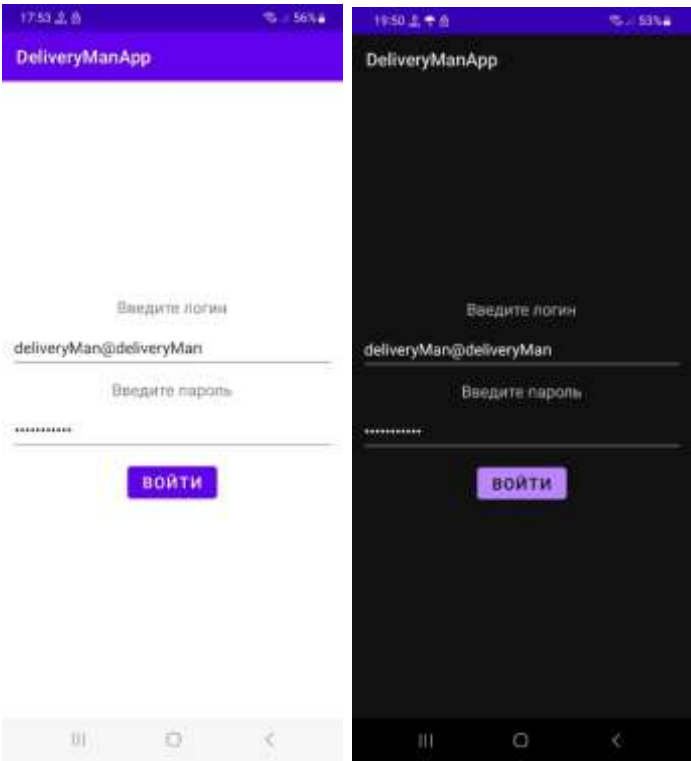 17:53
56%
DeliveryManApp
Введите логин
deliveryMan@deliveryMan
Введите пароль
•••••••••••
ВОЙТИ
19:50
53%
DeliveryManApp
Введите логин
deliveryMan@deliveryMan
Введите пароль
•••••••••••
ВОЙТИ